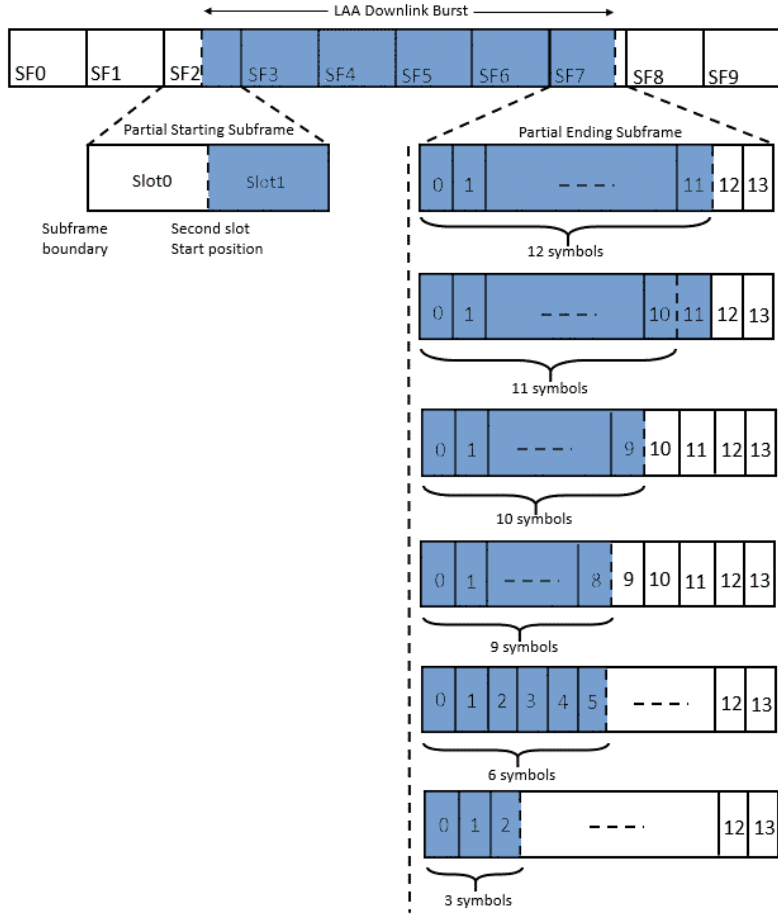 LAA Downlink Burst
SF0 SF1 SF2 SF3 SF4 SF5 SF6 SF7 SF8 SF9
Partial Starting Subframe
Slot0 Slot1
Subframe boundary
Second slot Start position
Partial Ending Subframe
0 1 11 12 13
12 symbols
0 1 10 11 12 13
11 symbols
0 1 9 10 11 12 13
10 symbols
0 1 8 9 10 11 12 13
9 symbols
0 1 2 3 4 5 12 13
6 symbols
0 1 2 12 13
3 symbols